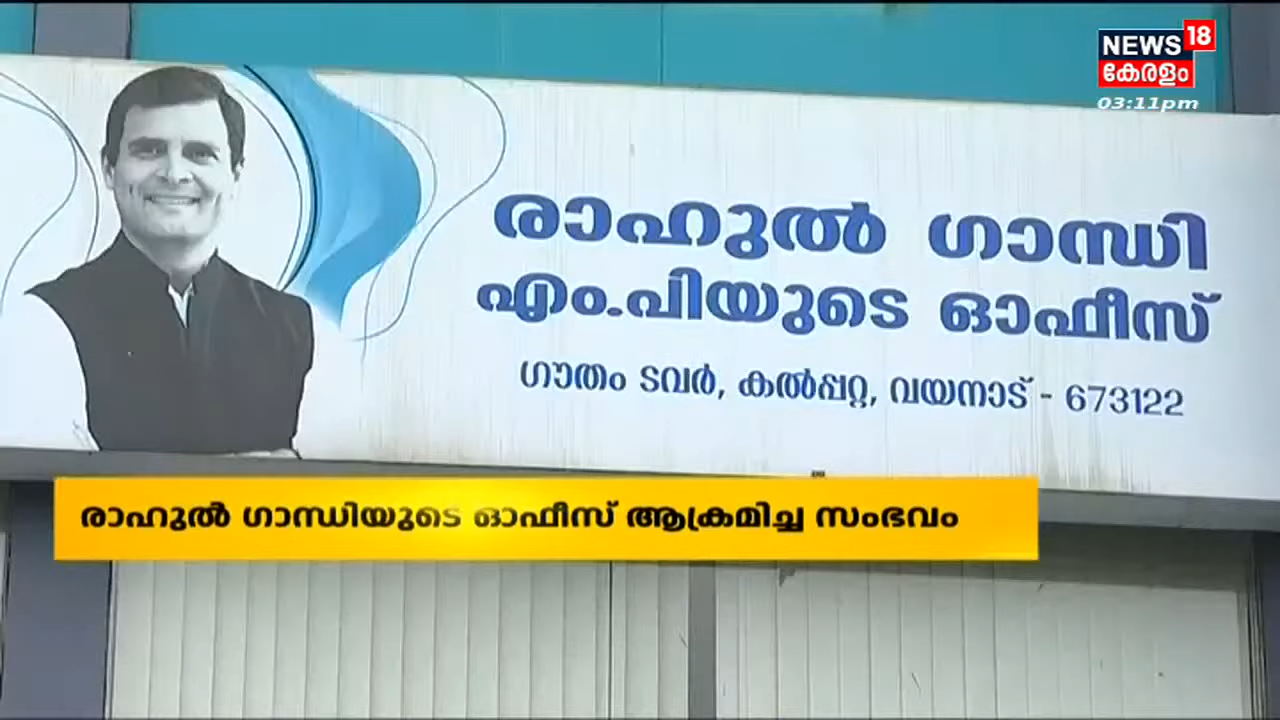 NEWS 18
കേരളം
03:11pm
രാഹുൽ ഗാന്ധി
എം.പിയുടെ ഓഫീസ്
ഗൗതം ടവർ, കൽപ്പറ്റ, വയനാട് - 673122
രാഹുൽ ഗാന്ധിയുടെ ഓഫീസ് ആക്രമിച്ച സംഭവം